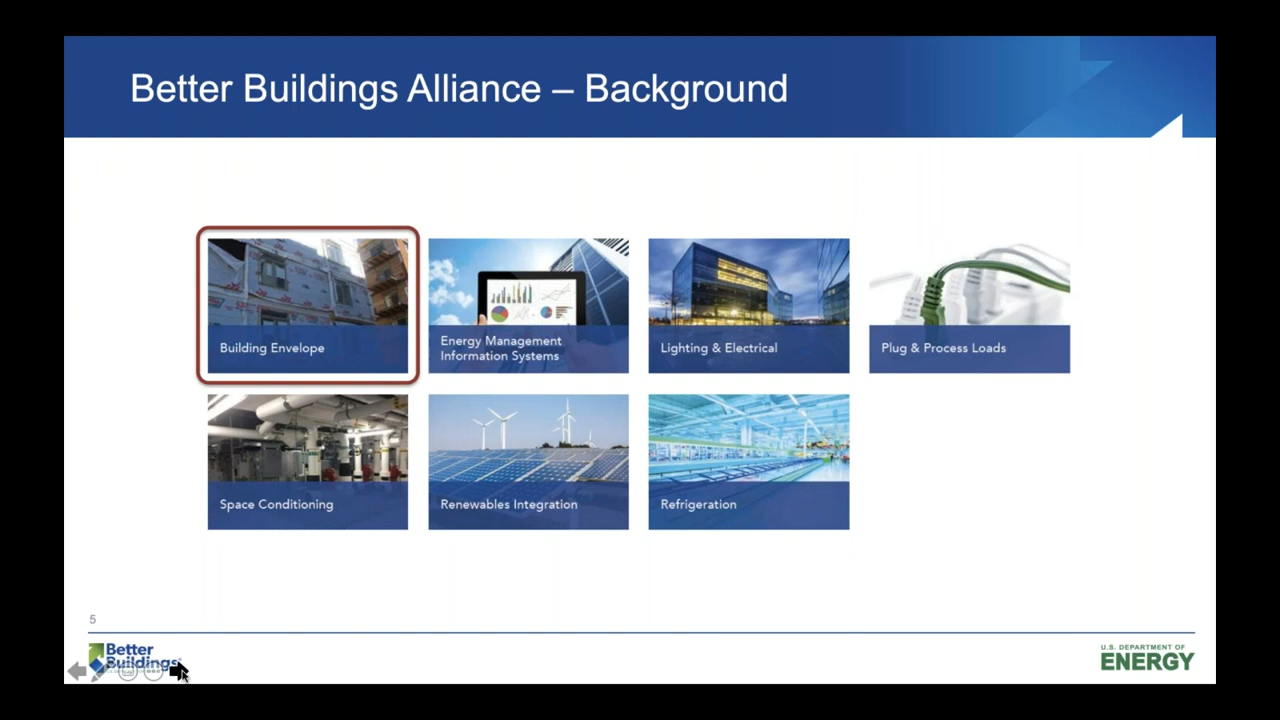 Better Buildings Alliance – Background
Building Envelope
Energy Management
Information Systems
Lighting & Electrical
Plug & Process Loads
Space Conditioning
Renewables Integration
Refrigeration
5
Better
Buildings
U.S. DEPARTMENT OF
ENERGY